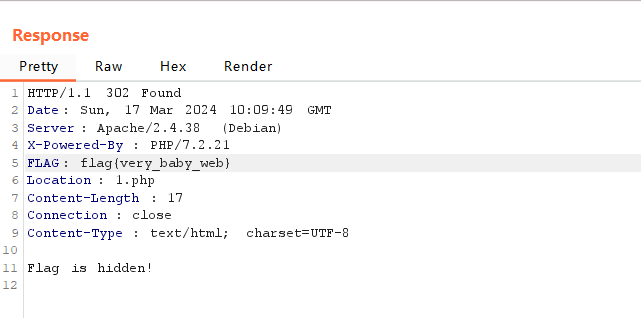 Response
Pretty Raw Hex Render
1 HTTP/1.1 302 Found
2 Date: Sun, 17 Mar 2024 10:09:49 GMT
3 Server: Apache/2.4.38 (Debian)
4 X-Powered-By: PHP/7.2.21
5 FLAG: flag{very_baby_web}
6 Location: 1.php
7 Content-Length: 17
8 Connection: close
9 Content-Type: text/html; charset=UTF-8
10
11 Flag is hidden!
12